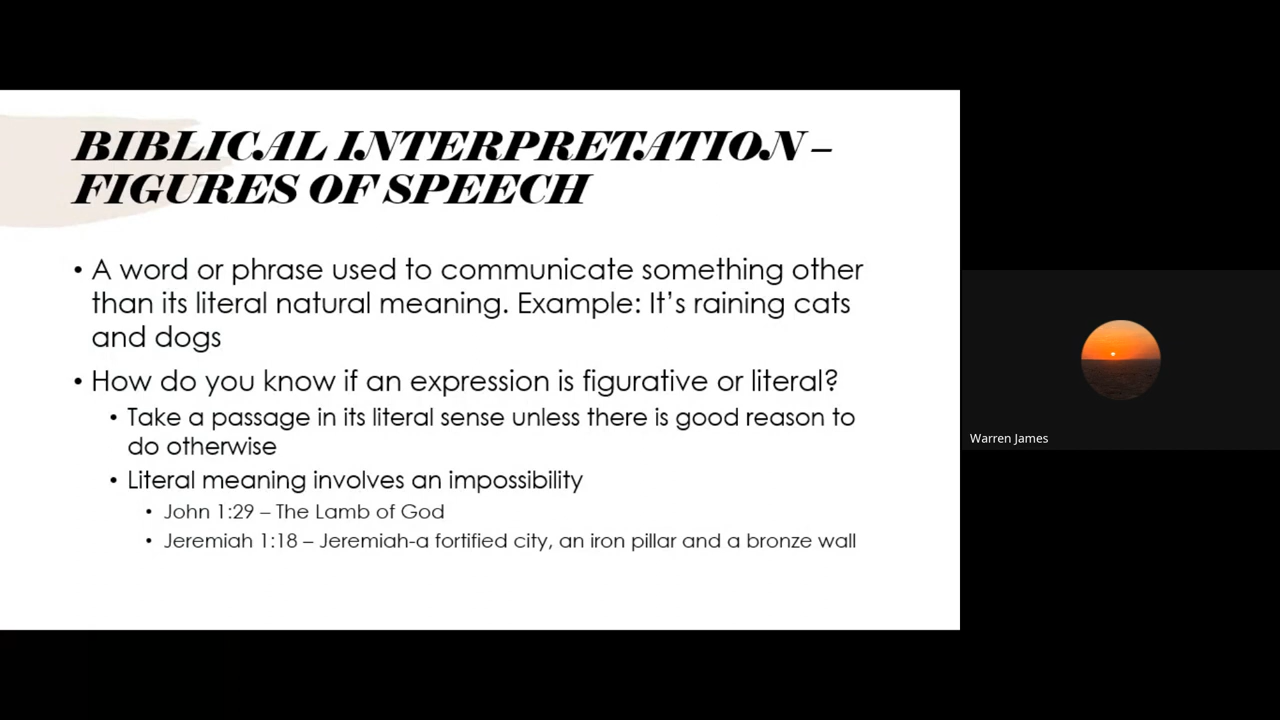 BIBLICAL INTERPRETATION –
FIGURES OF SPEECH
• A word or phrase used to communicate something other
than its literal natural meaning. Example: It’s raining cats
and dogs
• How do you know if an expression is figurative or literal?
• Take a passage in its literal sense unless there is good reason to
do otherwise
• Literal meaning involves an impossibility
• John 1:29 – The Lamb of God
• Jeremiah 1:18 – Jeremiah-a fortified city, an iron pillar and a bronze wall
Warren James